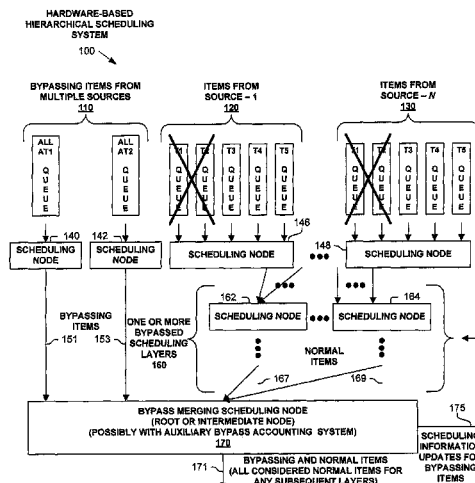 HARDWARE-BASED
HIERARCHICAL SCHEDULING
SYSTEM
100
BYPASSING ITEMS FROM
MULTIPLE SOURCES
110
ITEMS FROM
SOURCE – 1
120
ITEMS FROM
SOURCE – N
130
ALL
AT1
QUEUE
ALL
AT2
QUEUE
T1
QUEUE
T2
QUEUE
T3
QUEUE
T4
QUEUE
T5
QUEUE
T1
QUEUE
T2
QUEUE
T3
QUEUE
T4
QUEUE
T5
QUEUE
140
142
146
148
SCHEDULING
NODE
SCHEDULING
NODE
SCHEDULING NODE
SCHEDULING NODE
162
164
SCHEDULING NODE
SCHEDULING NODE
BYPASSING
ITEMS
151
153
ONE OR MORE
BYPASSED
SCHEDULING
LAYERS
160
NORMAL
ITEMS
167
169
175
BYPASS MERGING SCHEDULING NODE
(ROOT OR INTERMEDIATE NODE)
(POSSIBLY WITH AUXILIARY BYPASS ACCOUNTING SYSTEM)
170
SCHEDULING
INFORMATION
UPDATES FOR
BYPASSING
ITEMS
171
BYPASSING AND NORMAL ITEMS
(ALL CONSIDERED NORMAL ITEMS FOR
ANY SUBSEQUENT LAYERS)